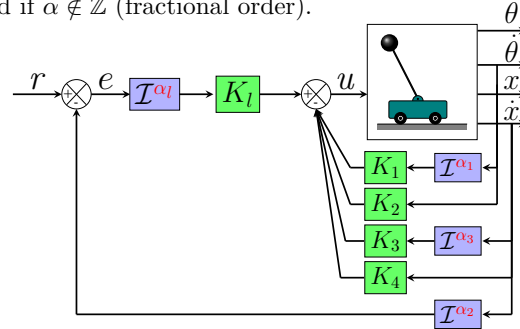 d if α ∉ ℤ (fractional order).
θ
θ̇
r + - e 𝓘^{α_l} K_l + - u x
ẋ
K_1 𝓘^{α_1}
K_2
K_3 𝓘^{α_3}
K_4
𝓘^{α_2}